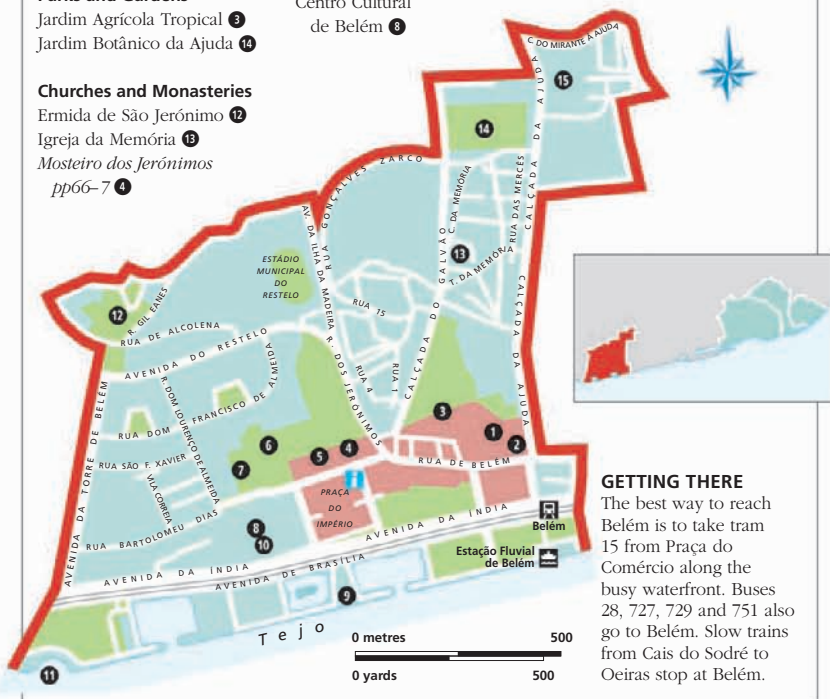 Jardim Agrícola Tropical 3
Jardim Botânico da Ajuda 14
Churches and Monasteries
Ermida de São Jerónimo 12
Igreja da Memória 13
Mosteiro dos Jerónimos
pp66–7 4
Centro Cultural
de Belém 8
C. DO MIRANTE À AJUDA
15
CALÇADA DA AJUDA
14
RUA GONÇALVES ZARCO
C. DA MEMÓRIA
RUA DAS MERCÊS
13
T. DA MEMÓRIA
AV. DA ILHA DA MADEIRA
ESTÁDIO
MUNICIPAL
DO
RESTELO
CALÇADA DO GALVÃO
CALÇADA DA AJUDA
12
R. GIL EANES
RUA DE ALCOLENA
AVENIDA DO RESTELO
RUA 15
RUA 4
RUA 1
R. DOS JERÓNIMOS
RUA DOM FRANCISCO DE ALMEIDA
R. DOM LOURENÇO DE ALMEIDA
AVENIDA DA TORRE DE BELÉM
3
1
2
6
5
4
7
RUA SÃO F. XAVIER
VILA CORREIA
RUA DE BELÉM
PRAÇA
DO
IMPÉRIO
RUA BARTOLOMEU DIAS
8
10
AVENIDA DA ÍNDIA
AVENIDA DA ÍNDIA
AVENIDA DE BRASÍLIA
Belém
Estação Fluvial
de Belém
9
Tejo
11
0 metres 500
0 yards 500
GETTING THERE
The best way to reach
Belém is to take tram
15 from Praça do
Comércio along the
busy waterfront. Buses
28, 727, 729 and 751 also
go to Belém. Slow trains
from Cais do Sodré to
Oeiras stop at Belém.